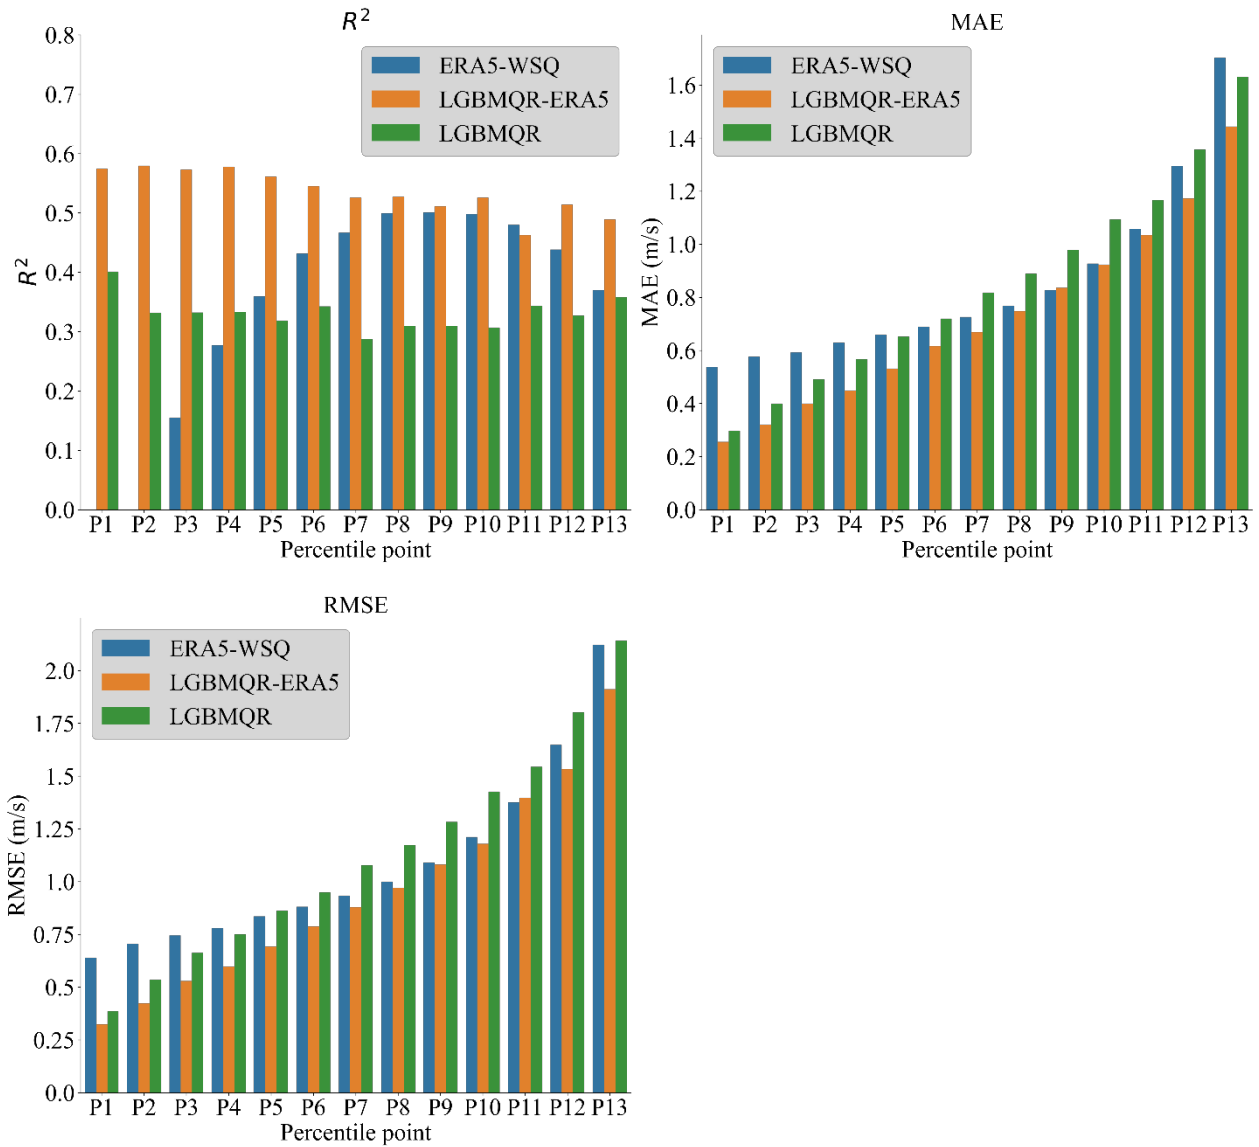 R²
0.8
0.7
0.6
0.5
0.4
0.3
0.2
0.1
0.0
R²
ERA5-WSQ
LGBMQR-ERA5
LGBMQR
P1 P2 P3 P4 P5 P6 P7 P8 P9 P10 P11 P12 P13
Percentile point
MAE
1.6
1.4
1.2
1.0
0.8
0.6
0.4
0.2
0.0
MAE (m/s)
ERA5-WSQ
LGBMQR-ERA5
LGBMQR
P1 P2 P3 P4 P5 P6 P7 P8 P9 P10 P11 P12 P13
Percentile point
RMSE
2.0
1.75
1.5
1.25
1.0
0.75
0.5
0.25
0.0
RMSE (m/s)
ERA5-WSQ
LGBMQR-ERA5
LGBMQR
P1 P2 P3 P4 P5 P6 P7 P8 P9 P10 P11 P12 P13
Percentile point